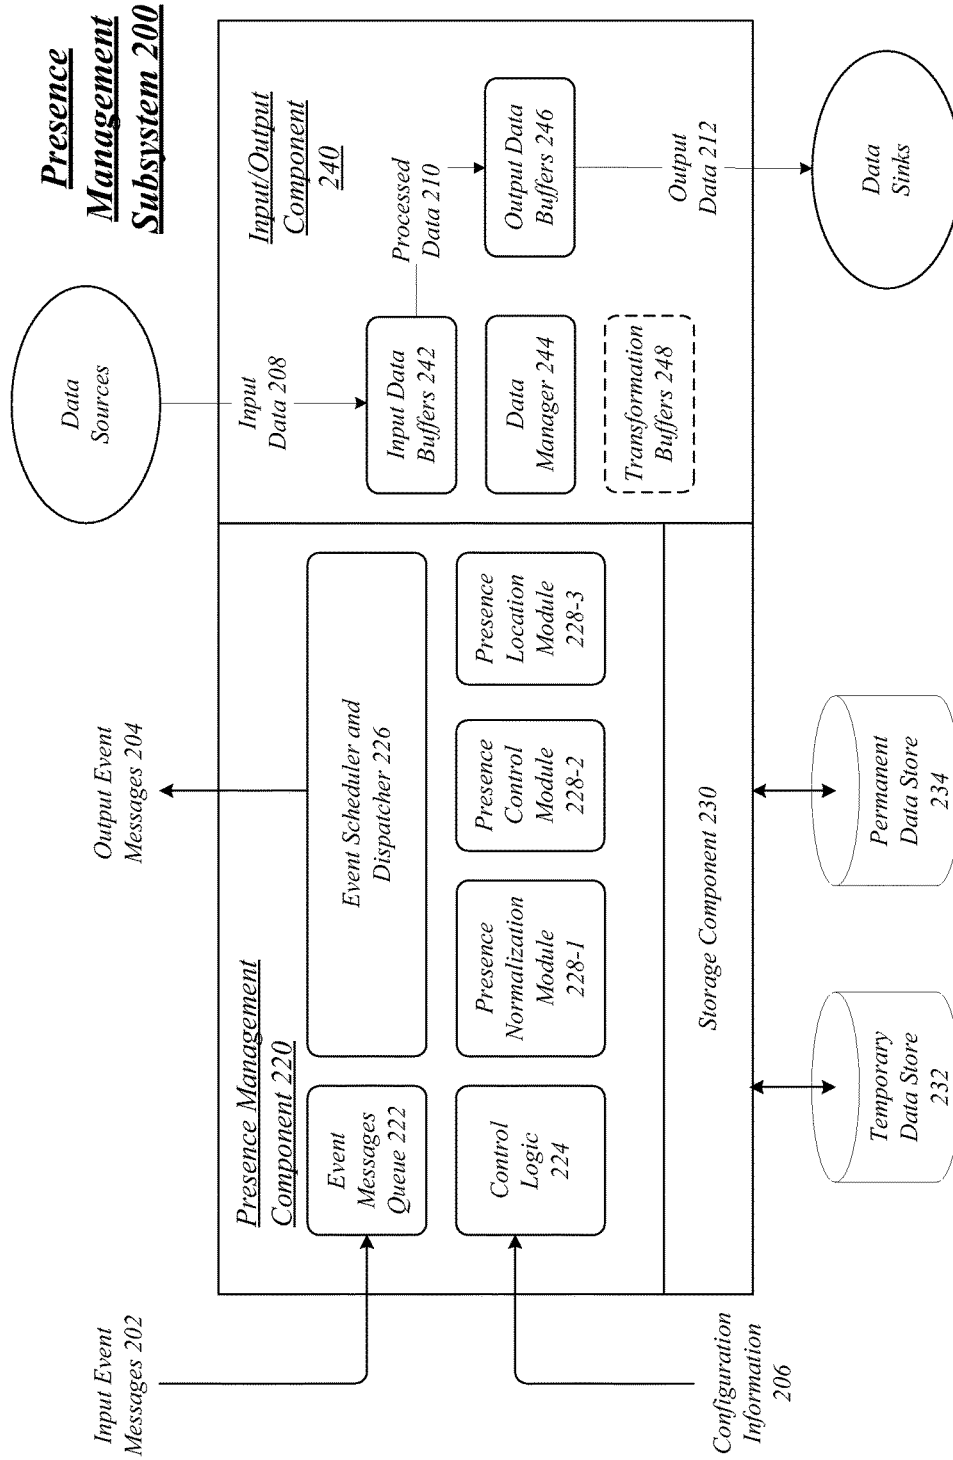 Presence
Management
Subsystem 200
Input Event
Messages 202
Output Event
Messages 204
Data
Sources
Input
Data 208
Presence Management
Component 220
Event
Messages
Queue 222
Event Scheduler and
Dispatcher 226
Control
Logic
224
Presence
Normalization
Module
228-1
Presence
Control
Module
228-2
Presence
Location
Module
228-3
Input/Output
Component
240
Input Data
Buffers 242
Processed
Data 210
Data
Manager 244
Output Data
Buffers 246
Transformation
Buffers 248
Output
Data 212
Storage Component 230
Configuration
Information
206
Temporary
Data Store
232
Permanent
Data Store
234
Data
Sinks